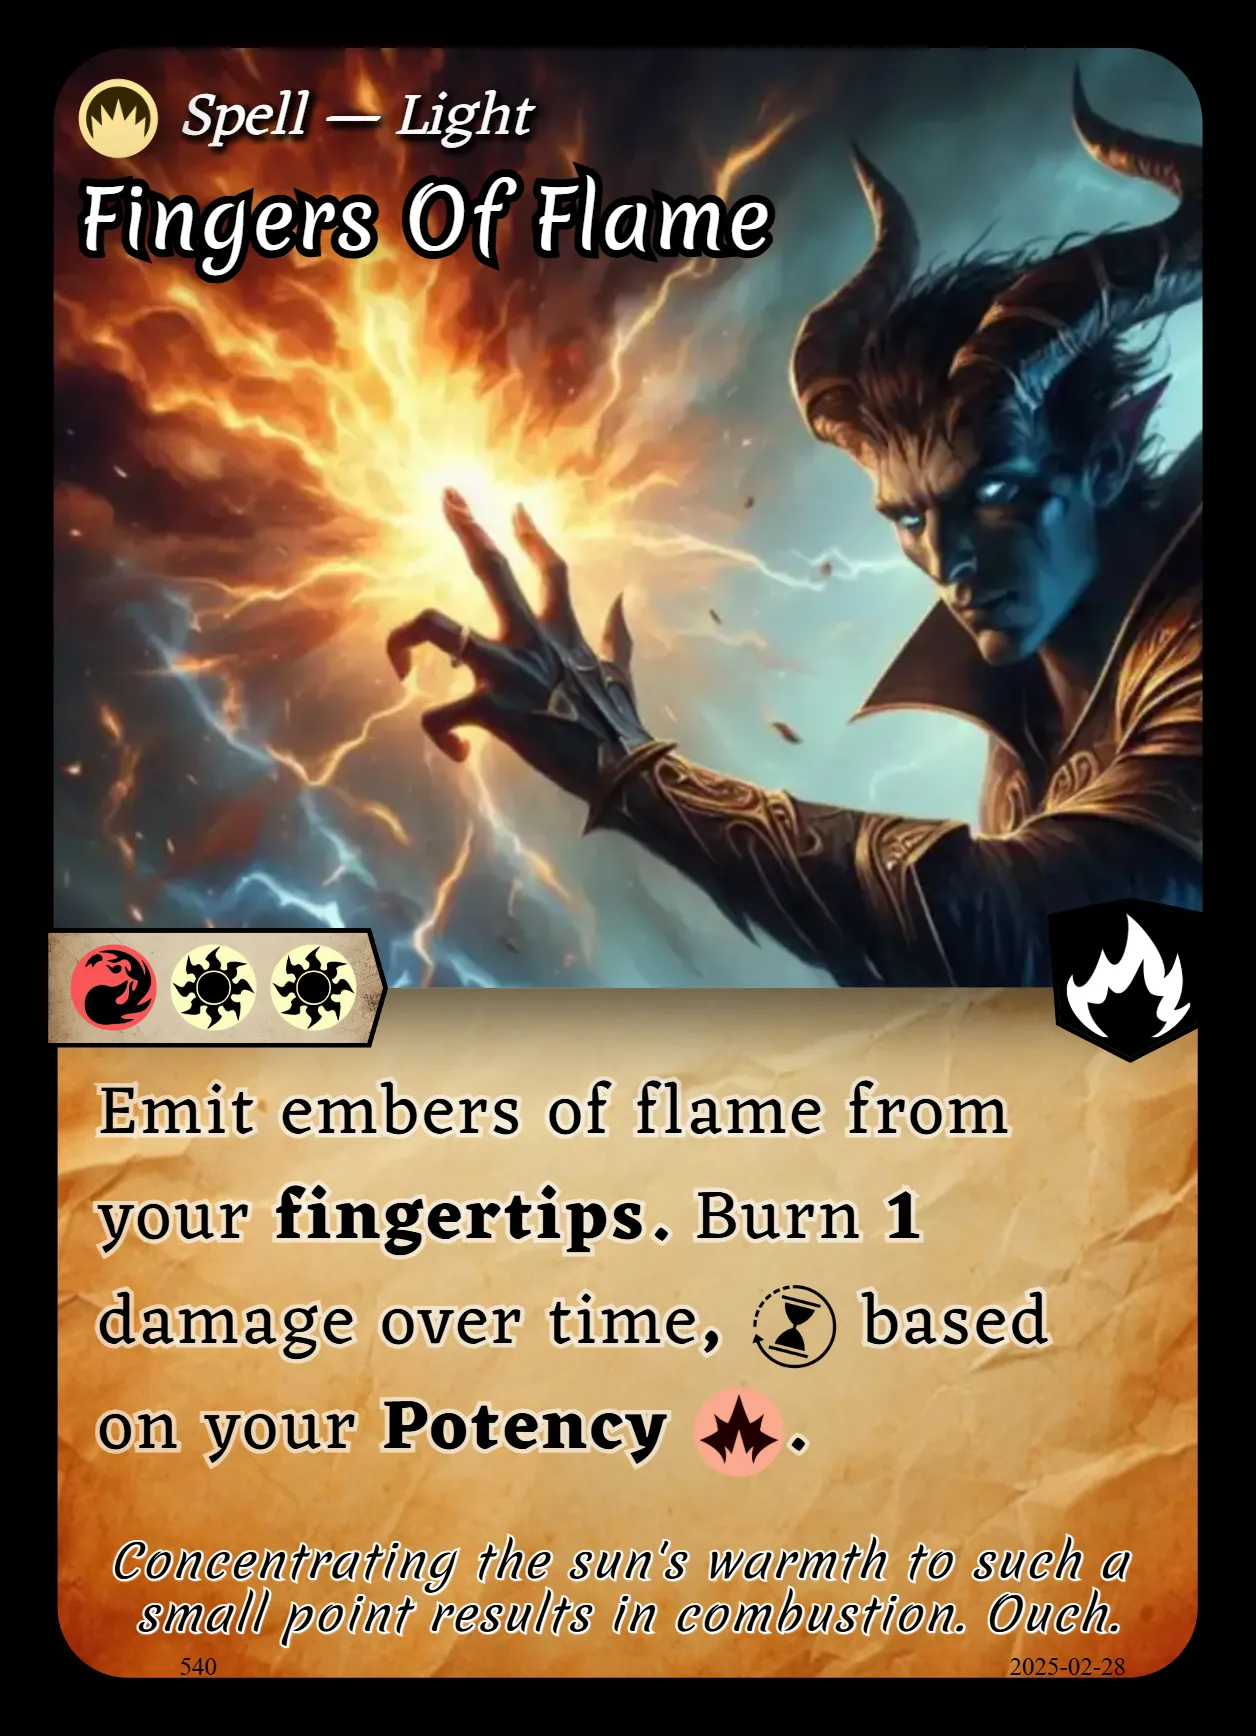 Spell — Light
Fingers Of Flame
Emit embers of flame from
your fingertips. Burn 1
damage over time, based
on your Potency .
Concentrating the sun's warmth to such a
small point results in combustion. Ouch.
540 2025-02-28